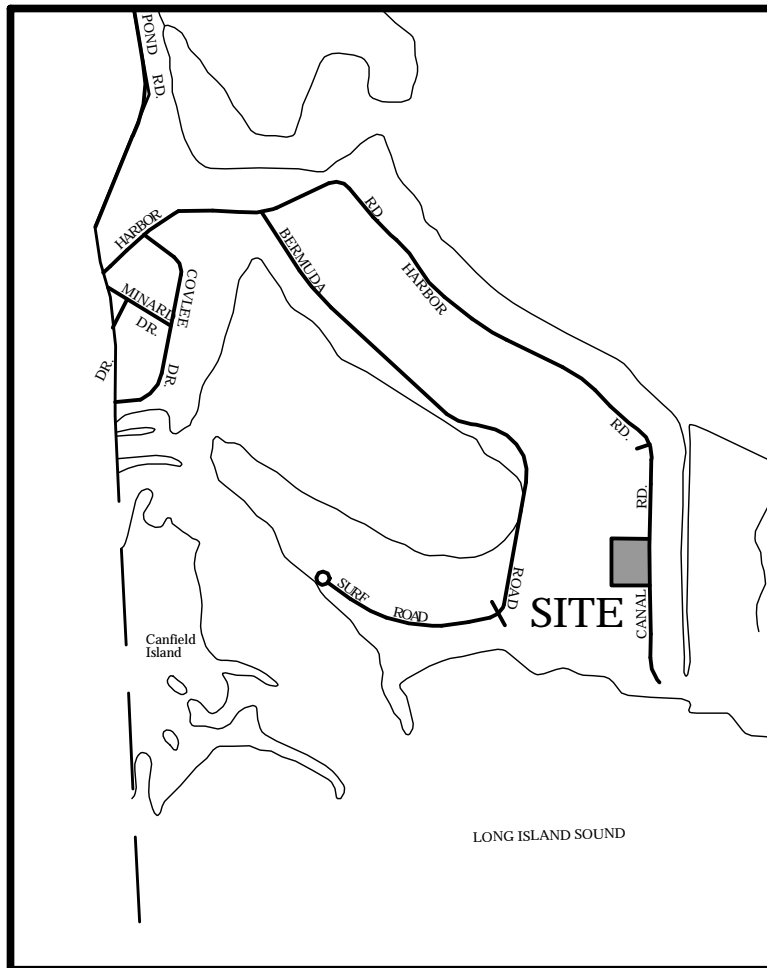 POND
RD.
HARBOR
RD.
BERMUDA
HARBOR
COVLEE
MINARD
DR.
DR.
DR.
RD.
RD.
SURF
ROAD
ROAD
SITE
CANAL
Canfield
Island
LONG ISLAND SOUND